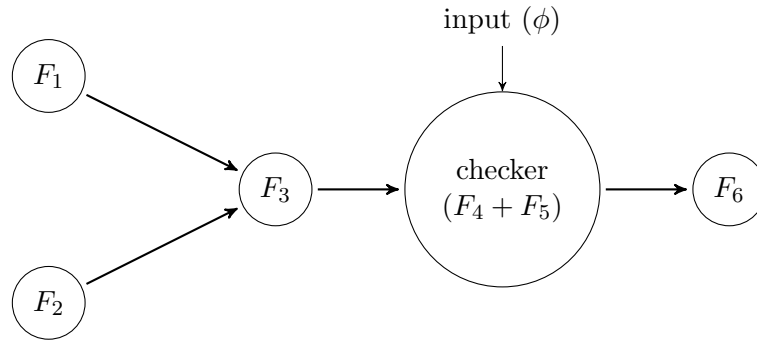 input (ϕ)
F₁
checker
F₃
(F₄ + F₅)
F₆
F₂